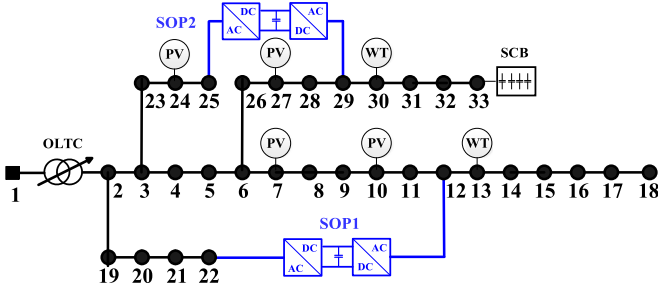 SOP2
DC
AC
AC
DC
PV
PV
WT
SCB
23 24 25
26 27 28 29 30 31 32 33
OLTC
PV
PV
WT
1
2 3 4 5 6 7 8 9 10 11 12 13 14 15 16 17 18
SOP1
DC
AC
AC
DC
19 20 21 22